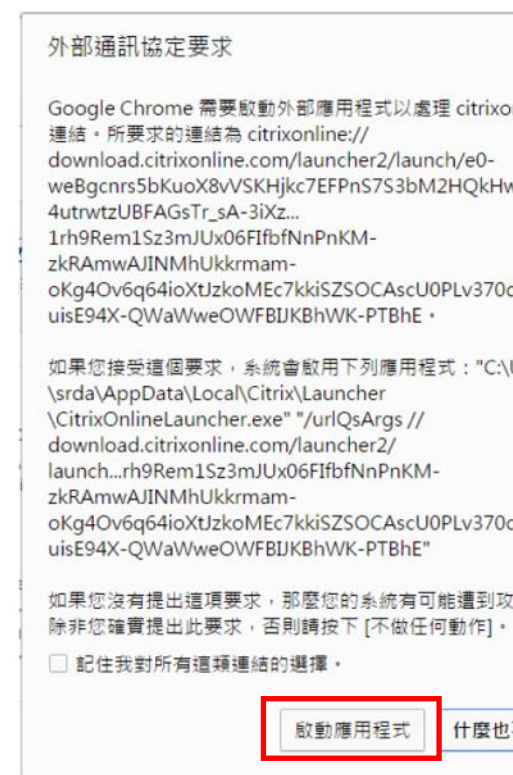 外部通訊協定要求
Google Chrome 需要啟動外部應用程式以處理 citrixo
連結。所要求的連結為 citrixonline://
download.citrixonline.com/launcher2/launch/e0-
weBgcnrs5bKuoX8vVSKHjkc7EFPnS7S3bM2HQkHw
4utrwtzUBFAGsTr_sA-3iXz...
1rh9Rem1Sz3mJUx06FIfbfNnPnKM-
zkRAmwAJINMhUkkrmam-
oKg4Ov6q64ioXtJzkoMEc7kkiSZSOCAscU0PLv370c
uisE94X-QWaWweOWFBIJKBhWK-PTBhE。
如果您接受這個要求，系統會啟用下列應用程式："C:\U
\srda\AppData\Local\Citrix\Launcher
\CitrixOnlineLauncher.exe" "/urlQsArgs //
download.citrixonline.com/launcher2/
launch...rh9Rem1Sz3mJUx06FIfbfNnPnKM-
zkRAmwAJINMhUkkrmam-
oKg4Ov6q64ioXtJzkoMEc7kkiSZSOCAscU0PLv370c
uisE94X-QWaWweOWFBIJKBhWK-PTBhE"
如果您沒有提出這項要求，那麼您的系統有可能遭到攻
除非您確實提出此要求，否則請按下 [不做任何動作]。
記住我對所有這類連結的選擇。
啟動應用程式 什麼也